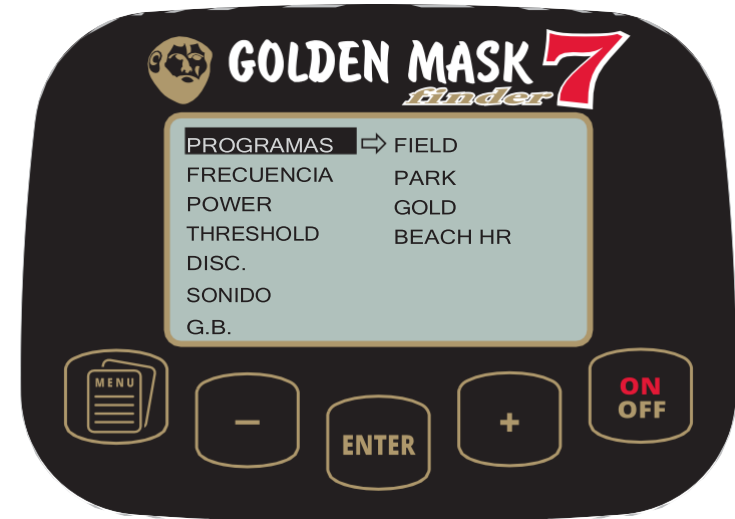 GOLDEN MASK 7
finder
PROGRAMAS ⇨ FIELD
FRECUENCIA PARK
POWER GOLD
THRESHOLD BEACH HR
DISC.
SONIDO
G.B.
MENU
−
ENTER
+
ON
OFF